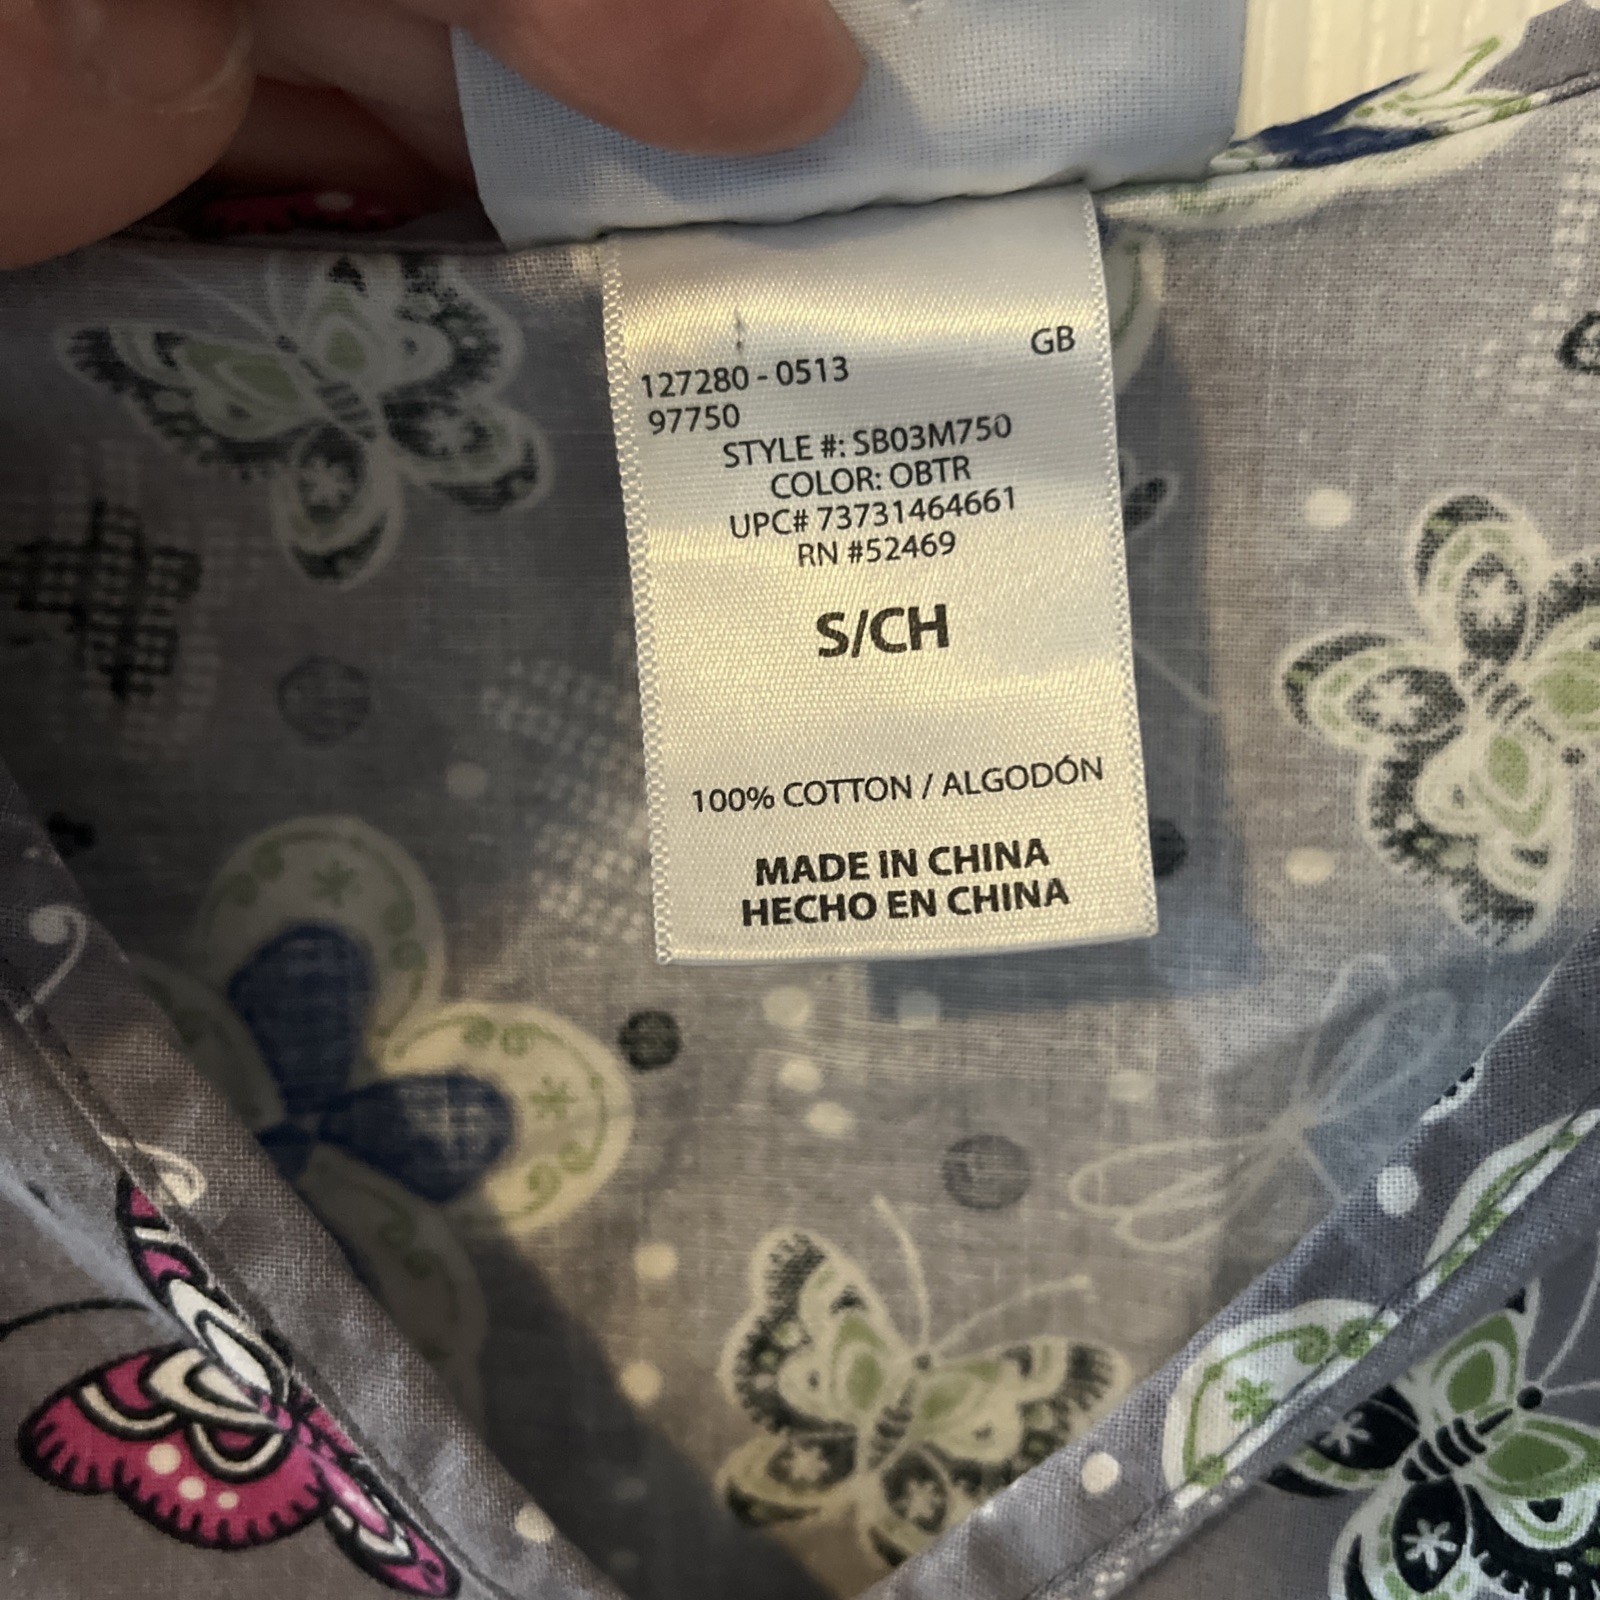 GB
127280 - 0513
97750
STYLE #: SB03M750
COLOR: OBTR
UPC# 73731464661
RN #52469
S/CH
100% COTTON / ALGODÓN
MADE IN CHINA
HECHO EN CHINA